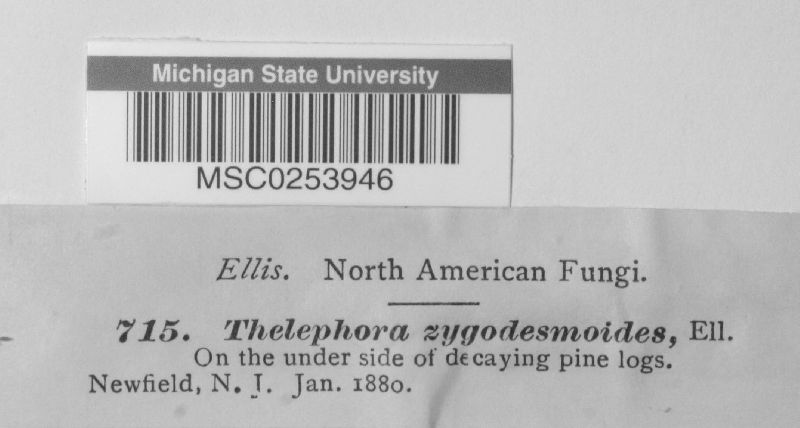 Michigan State University
MSC0253946
Ellis. North American Fungi.
715. Thelephora zygodesmoides, Ell.
On the under side of decaying pine logs.
Newfield, N. J. Jan. 1880.